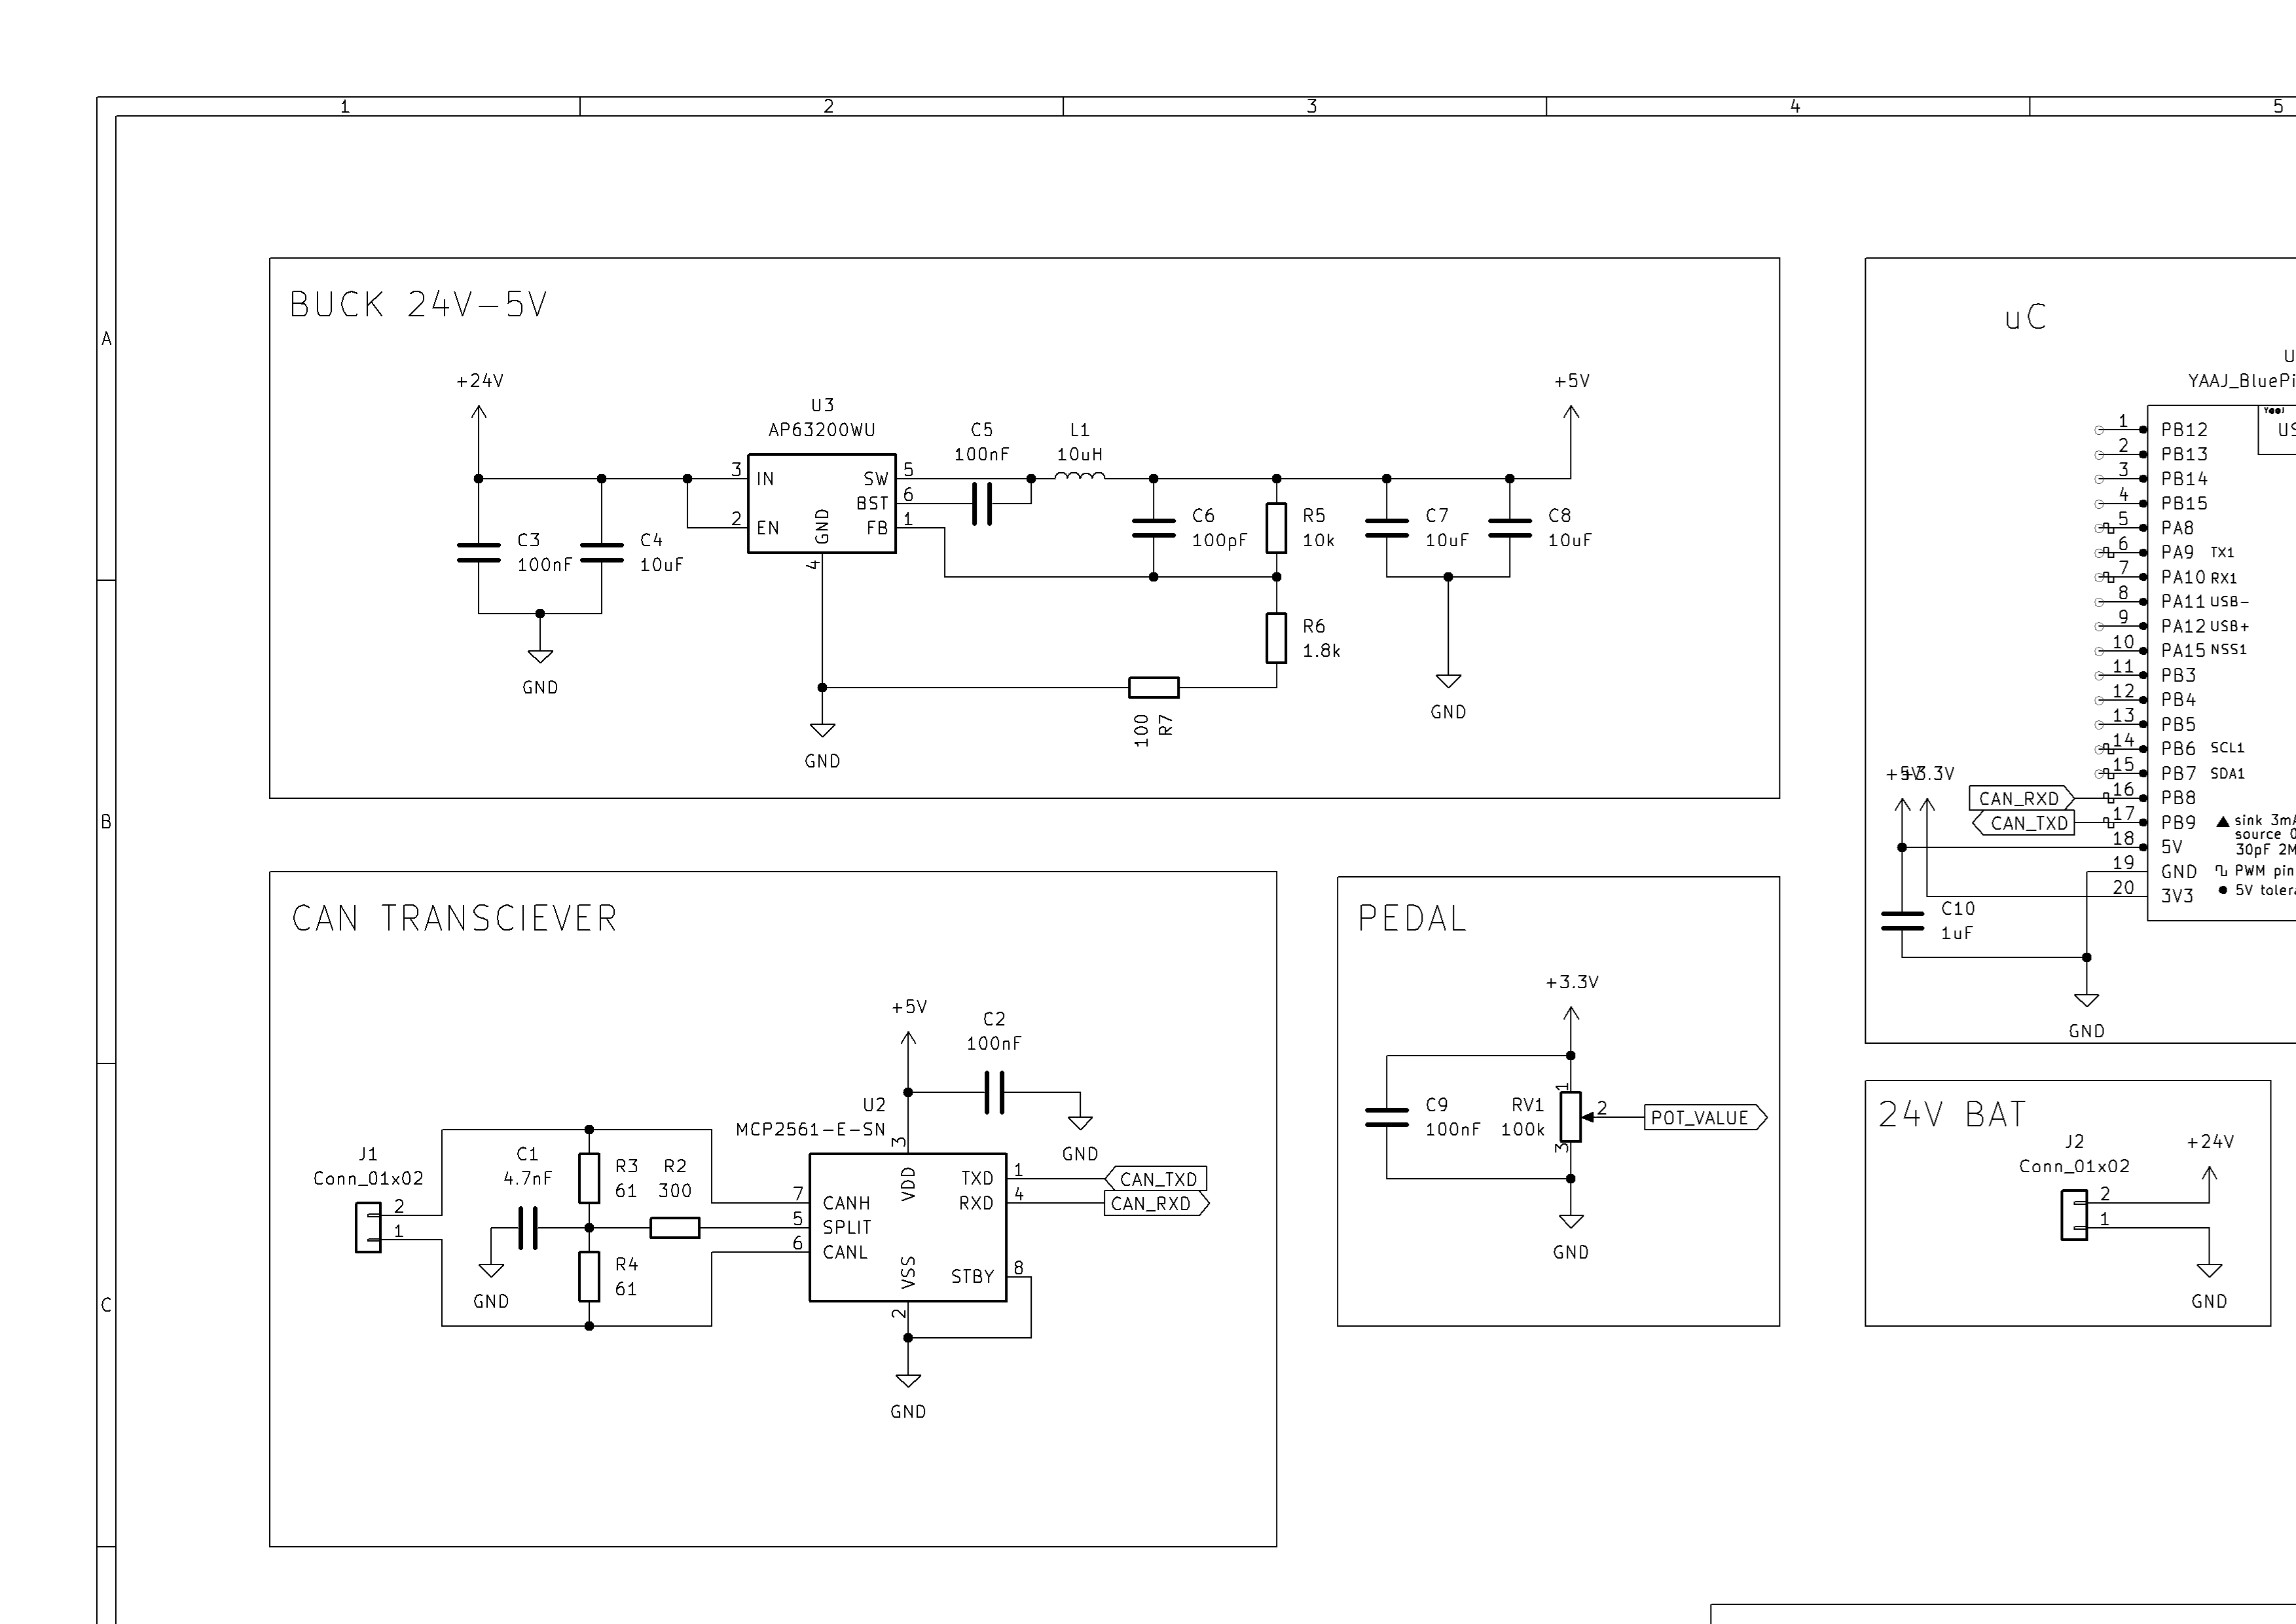 1 2 3 4 5
A
B
C
BUCK 24V-5V
+24V
U3
AP63200WU
3 IN
2 EN
GND
4
SW 5
BST 6
FB 1
C5
100nF
L1
10uH
+5V
C3
100nF
C4
10uF
GND
C6
100pF
R5
10k
C7
10uF
C8
10uF
R6
1.8k
100
R7
GND
GND
uC
U
YAAJ_BluePi
YAAJ
US
1 PB12
2 PB13
3 PB14
4 PB15
5 PA8
6 PA9 TX1
7 PA10 RX1
8 PA11 USB-
9 PA12 USB+
10 PA15 NSS1
11 PB3
12 PB4
13 PB5
14 PB6 SCL1
15 PB7 SDA1
+5V +3.3V
CAN_RXD 16 PB8
CAN_TXD 17 PB9
18 5V
19 GND
20 3V3
sink 3mA
source 0
30pF 2M
PWM pin
5V tolera
C10
1uF
GND
CAN TRANSCIEVER
+5V
C2
100nF
GND
U2
MCP2561-E-SN
3
VDD
J1
Conn_01x02
2
1
C1
4.7nF
GND
R3
61
R2
300
R4
61
7 CANH
5 SPLIT
6 CANL
TXD 1 CAN_TXD
RXD 4 CAN_RXD
STBY 8
VSS
2
GND
PEDAL
+3.3V
C9
100nF
RV1
100k
1
2
3
POT_VALUE
GND
24V BAT
J2
Conn_01x02
2
1
+24V
GND